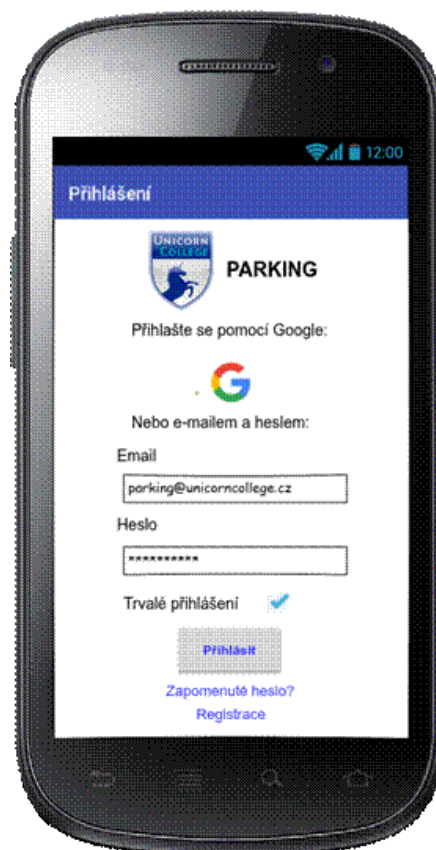 12:00
Přihlášení
UNICORN
COLLEGE
PARKING
Přihlašte se pomocí Google:
G
Nebo e-mailem a heslem:
Email
parking@unicorncollege.cz
Heslo
**********
Trvalé přihlášení
Přihlásit
Zapomenuté heslo?
Registrace